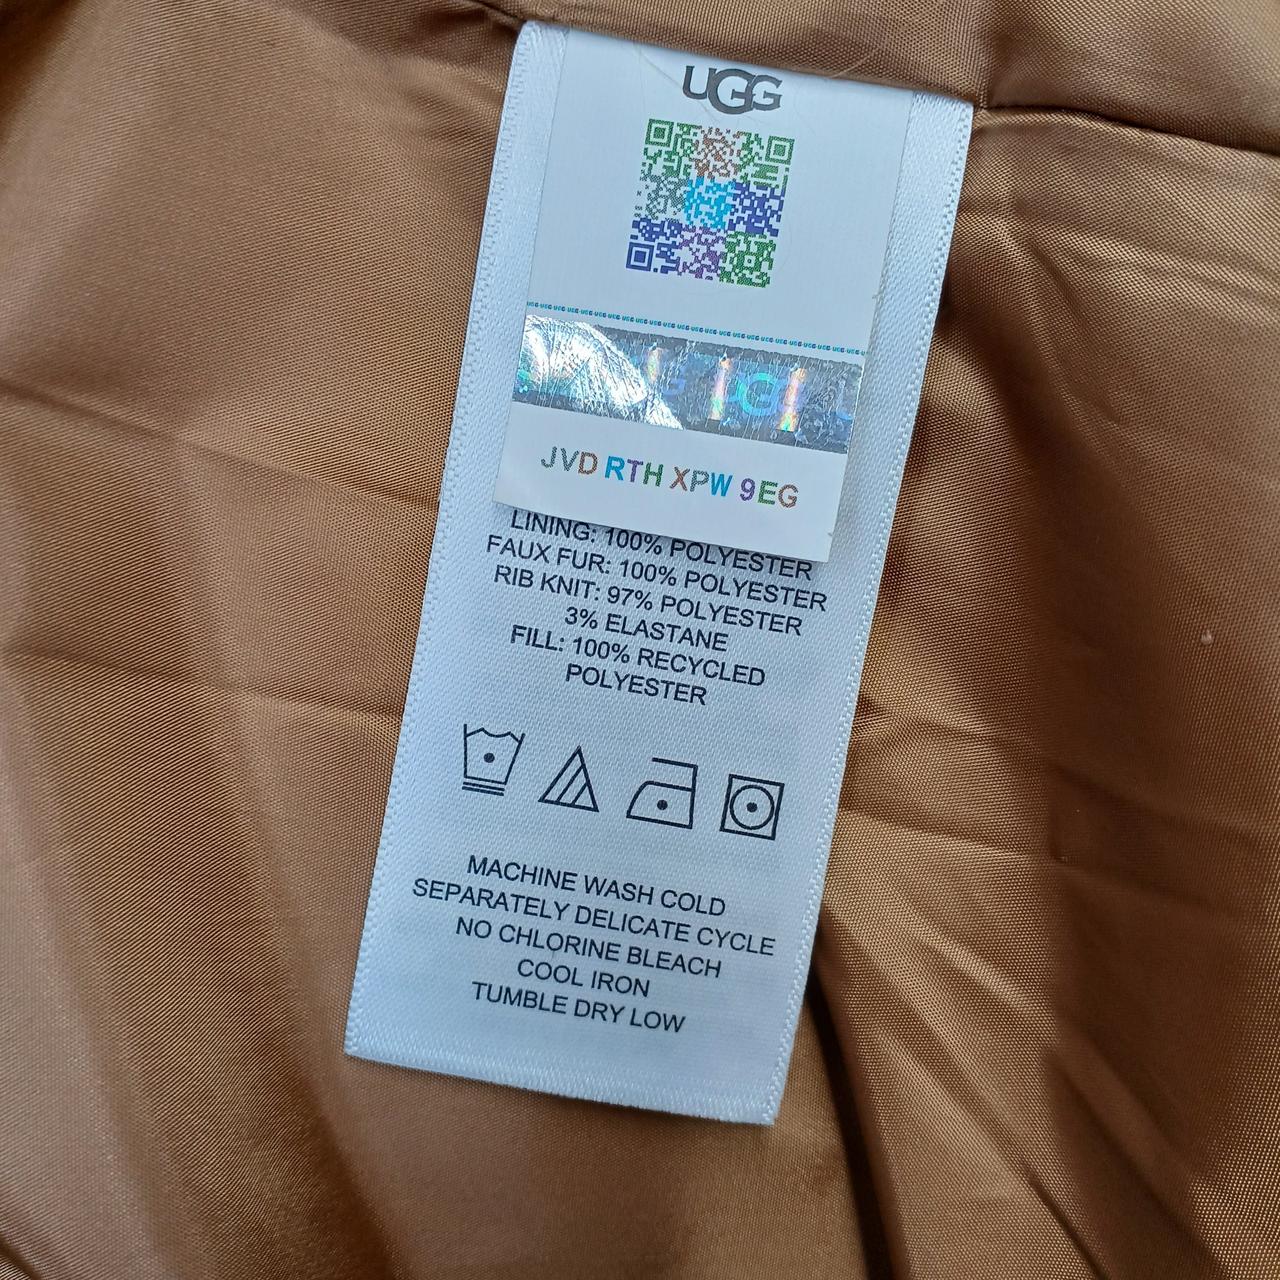 UGG
JVD RTH XPW 9EG
LINING: 100% POLYESTER
FAUX FUR: 100% POLYESTER
RIB KNIT: 97% POLYESTER
3% ELASTANE
FILL: 100% RECYCLED
POLYESTER
MACHINE WASH COLD
SEPARATELY DELICATE CYCLE
NO CHLORINE BLEACH
COOL IRON
TUMBLE DRY LOW